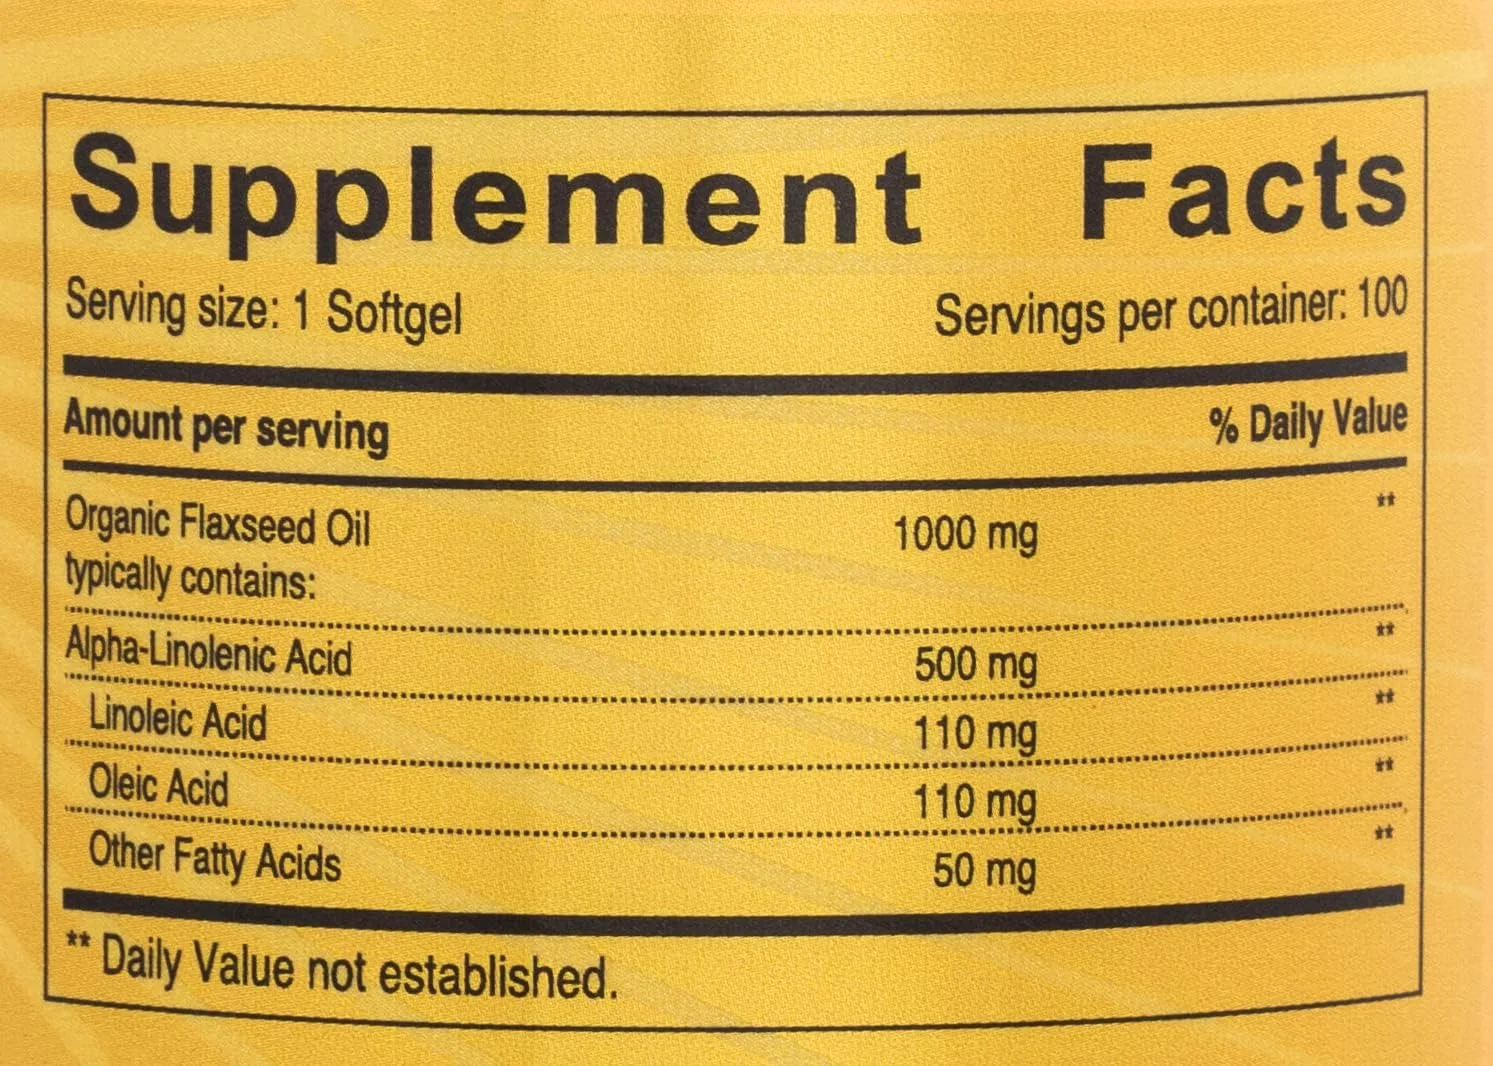 Supplement Facts
Serving size: 1 Softgel Servings per container: 100
Amount per serving % Daily Value
Organic Flaxseed Oil 1000 mg **
typically contains:
Alpha-Linolenic Acid 500 mg **
Linoleic Acid 110 mg **
Oleic Acid 110 mg **
Other Fatty Acids 50 mg **
** Daily Value not established.